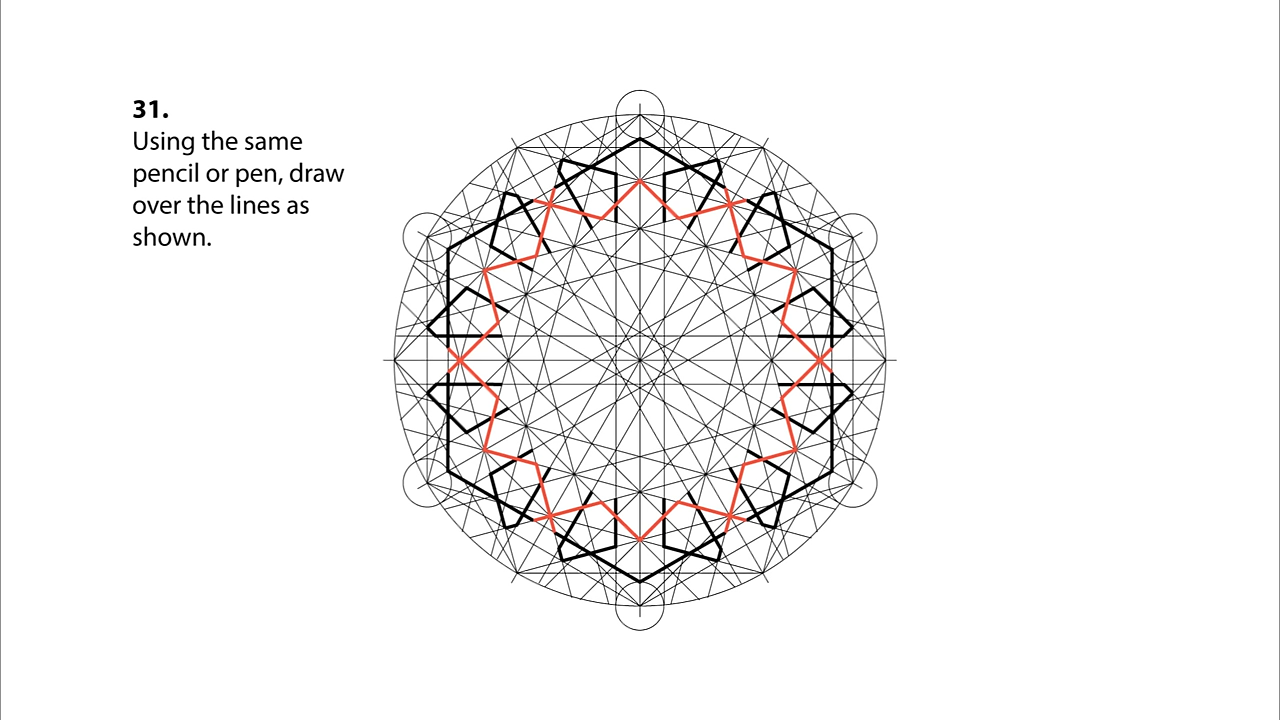 31.
Using the same
pencil or pen, draw
over the lines as
shown.